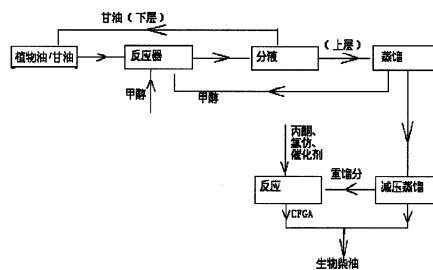 甘油（下层）
植物油/甘油
反应器
分液
（上层）
蒸馏
甲醇
甲醇
丙酮、
氯仿、
催化剂
反应
重馏分
减压蒸馏
CFGA
生物柴油